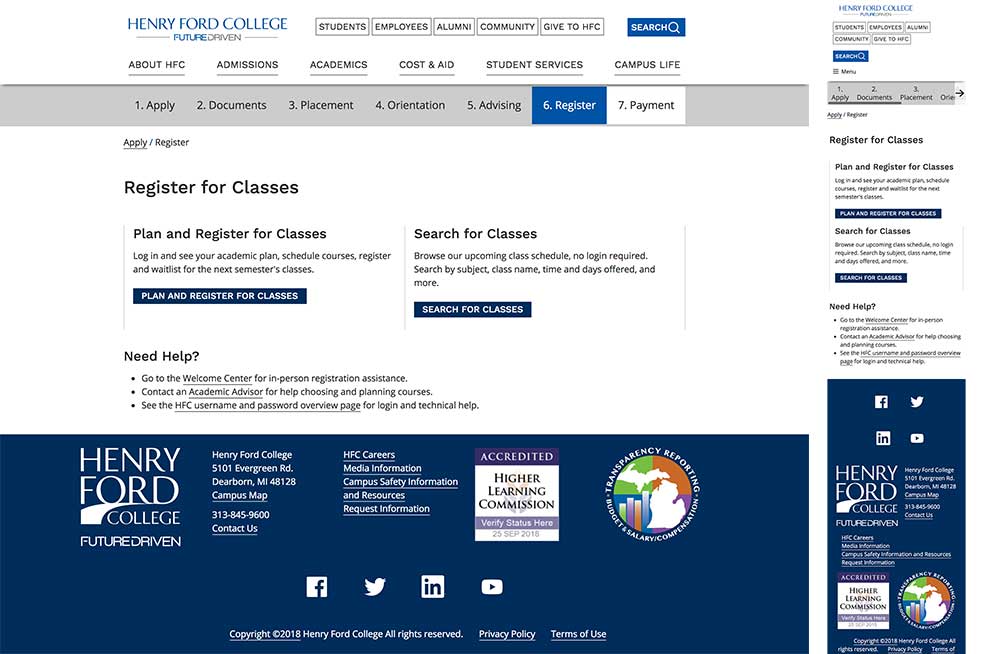 HENRY FORD COLLEGE
FUTURE DRIVEN
STUDENTS EMPLOYEES ALUMNI COMMUNITY GIVE TO HFC SEARCH
ABOUT HFC ADMISSIONS ACADEMICS COST & AID STUDENT SERVICES CAMPUS LIFE
1. Apply 2. Documents 3. Placement 4. Orientation 5. Advising 6. Register 7. Payment
Apply / Register
Register for Classes
Plan and Register for Classes
Log in and see your academic plan, schedule courses, register
and waitlist for the next semester's classes.
PLAN AND REGISTER FOR CLASSES
Search for Classes
Browse our upcoming class schedule, no login required.
Search by subject, class name, time and days offered, and
more.
SEARCH FOR CLASSES
Need Help?
• Go to the Welcome Center for in-person registration assistance.
• Contact an Academic Advisor for help choosing and planning courses.
• See the HFC username and password overview page for login and technical help.
HENRY
FORD
COLLEGE
FUTURE DRIVEN
Henry Ford College
5101 Evergreen Rd.
Dearborn, MI 48128
Campus Map
313-845-9600
Contact Us
HFC Careers
Media Information
Campus Safety Information
and Resources
Request Information
ACCREDITED
HIGHER
LEARNING
COMMISSION
Verify Status Here
25 SEP 2018
TRANSPARENCY REPORTING
BUDGET & SALARY/COMPENSATION
Copyright ©2018 Henry Ford College All rights reserved. Privacy Policy Terms of Use
HENRY FORD COLLEGE
FUTURE DRIVEN
STUDENTS EMPLOYEES ALUMNI
COMMUNITY GIVE TO HFC
SEARCH
Menu
1. 2. 3.
Apply Documents Placement Orie
Apply / Register
Register for Classes
Plan and Register for Classes
Log in and see your academic plan, schedule
courses, register and waitlist for the next
semester's classes.
PLAN AND REGISTER FOR CLASSES
Search for Classes
Browse our upcoming class schedule, no login
required. Search by subject, class name, time
and days offered, and more.
SEARCH FOR CLASSES
Need Help?
• Go to the Welcome Center for in-person
registration assistance.
• Contact an Academic Advisor for help choosing
and planning courses.
• See the HFC username and password overview
page for login and technical help.
HENRY
FORD
COLLEGE
FUTURE DRIVEN
Henry Ford College
5101 Evergreen Rd.
Dearborn, MI 48128
Campus Map
313-845-9600
Contact Us
HFC Careers
Media Information
Campus Safety Information and Resources
Request Information
ACCREDITED
HIGHER
LEARNING
COMMISSION
Verify Status Here
25 SEP 2018
TRANSPARENCY REPORTING
BUDGET & SALARY/COMPENSATION
Copyright ©2018 Henry Ford College All
rights reserved. Privacy Policy Terms of